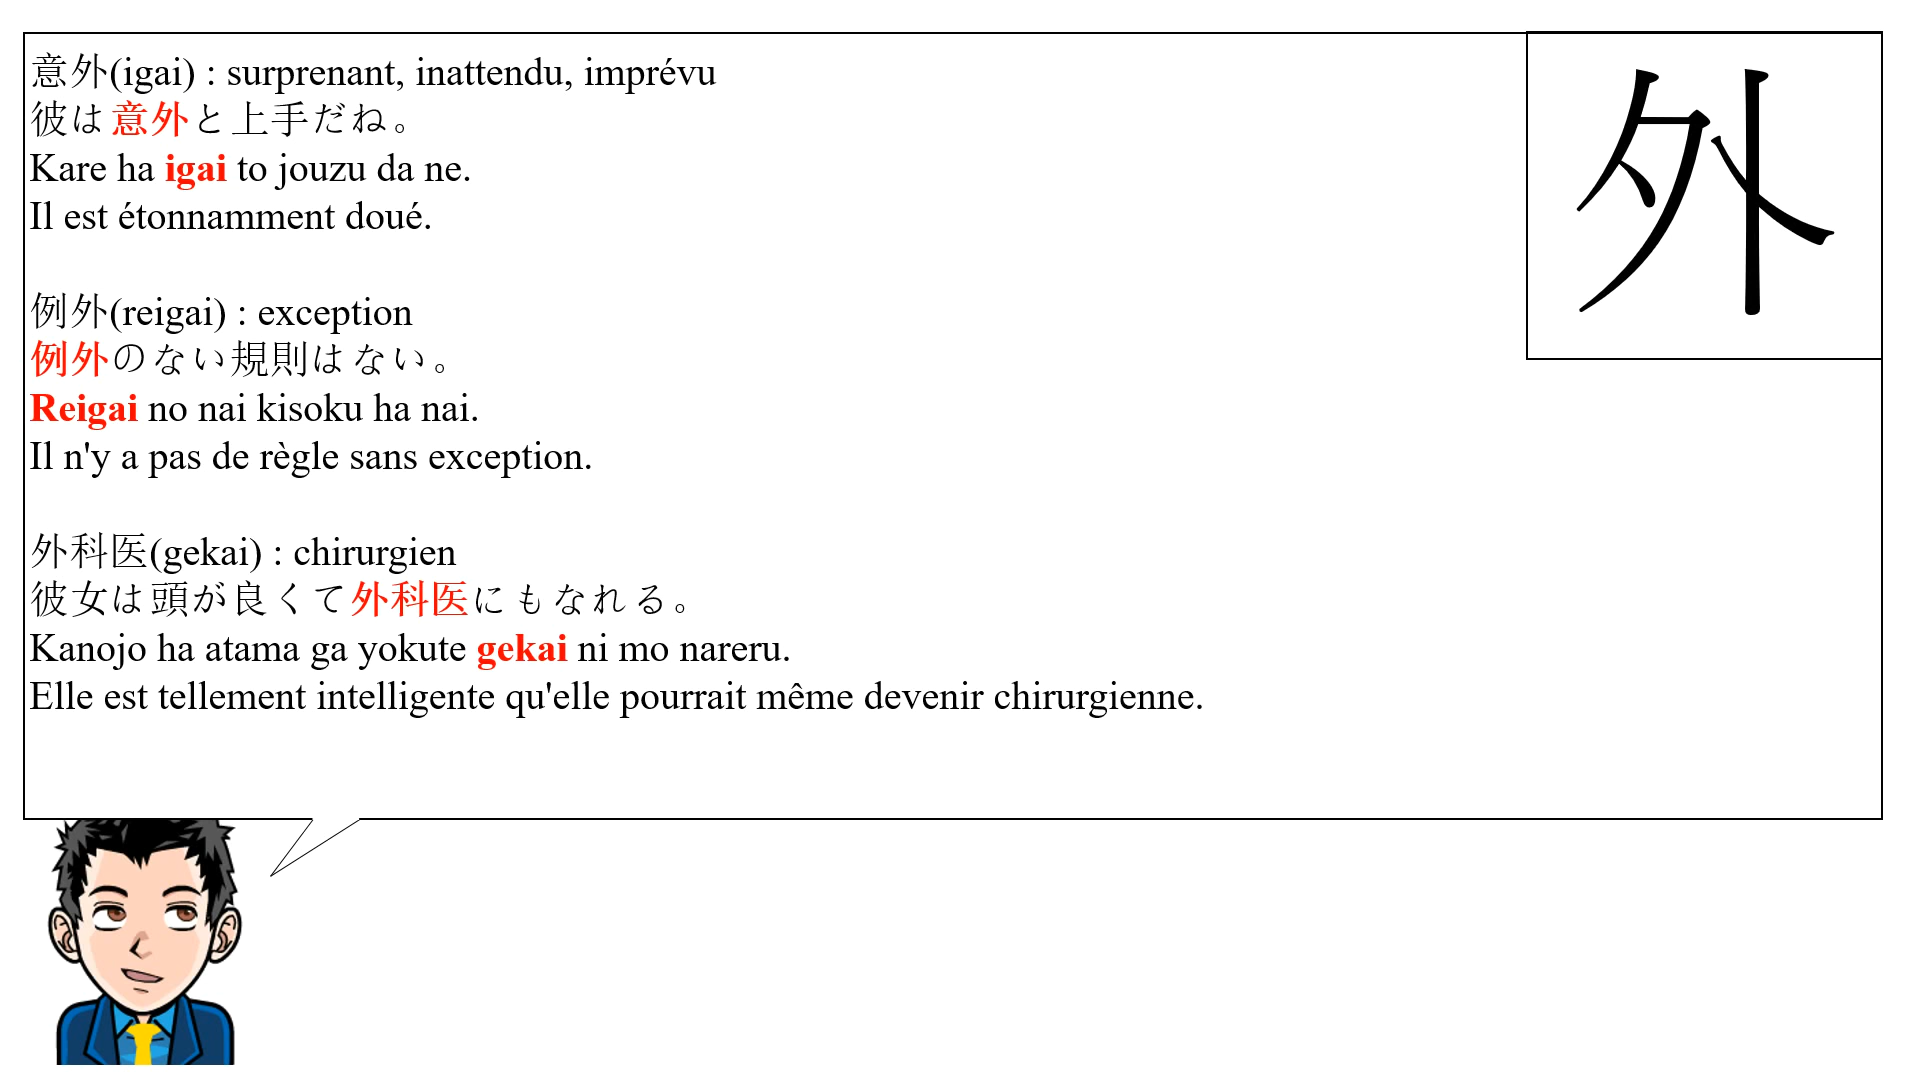 意外(igai) : surprenant, inattendu, imprévu
彼は意外と上手だね。
Kare ha igai to jouzu da ne.
Il est étonnamment doué.
例外(reigai) : exception
例外のない規則はない。
Reigai no nai kisoku ha nai.
Il n'y a pas de règle sans exception.
外科医(gekai) : chirurgien
彼女は頭が良くて外科医にもなれる。
Kanojo ha atama ga yokute gekai ni mo nareru.
Elle est tellement intelligente qu'elle pourrait même devenir chirurgienne.
外